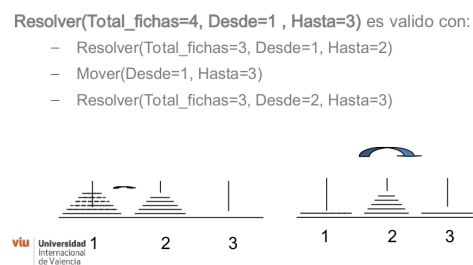 Resolver(Total_fichas=4, Desde=1 , Hasta=3) es valido con:
– Resolver(Total_fichas=3, Desde=1, Hasta=2)
– Mover(Desde=1, Hasta=3)
– Resolver(Total_fichas=3, Desde=2, Hasta=3)
1 2 3
1 2 3
viu Universidad
Internacional
de Valencia